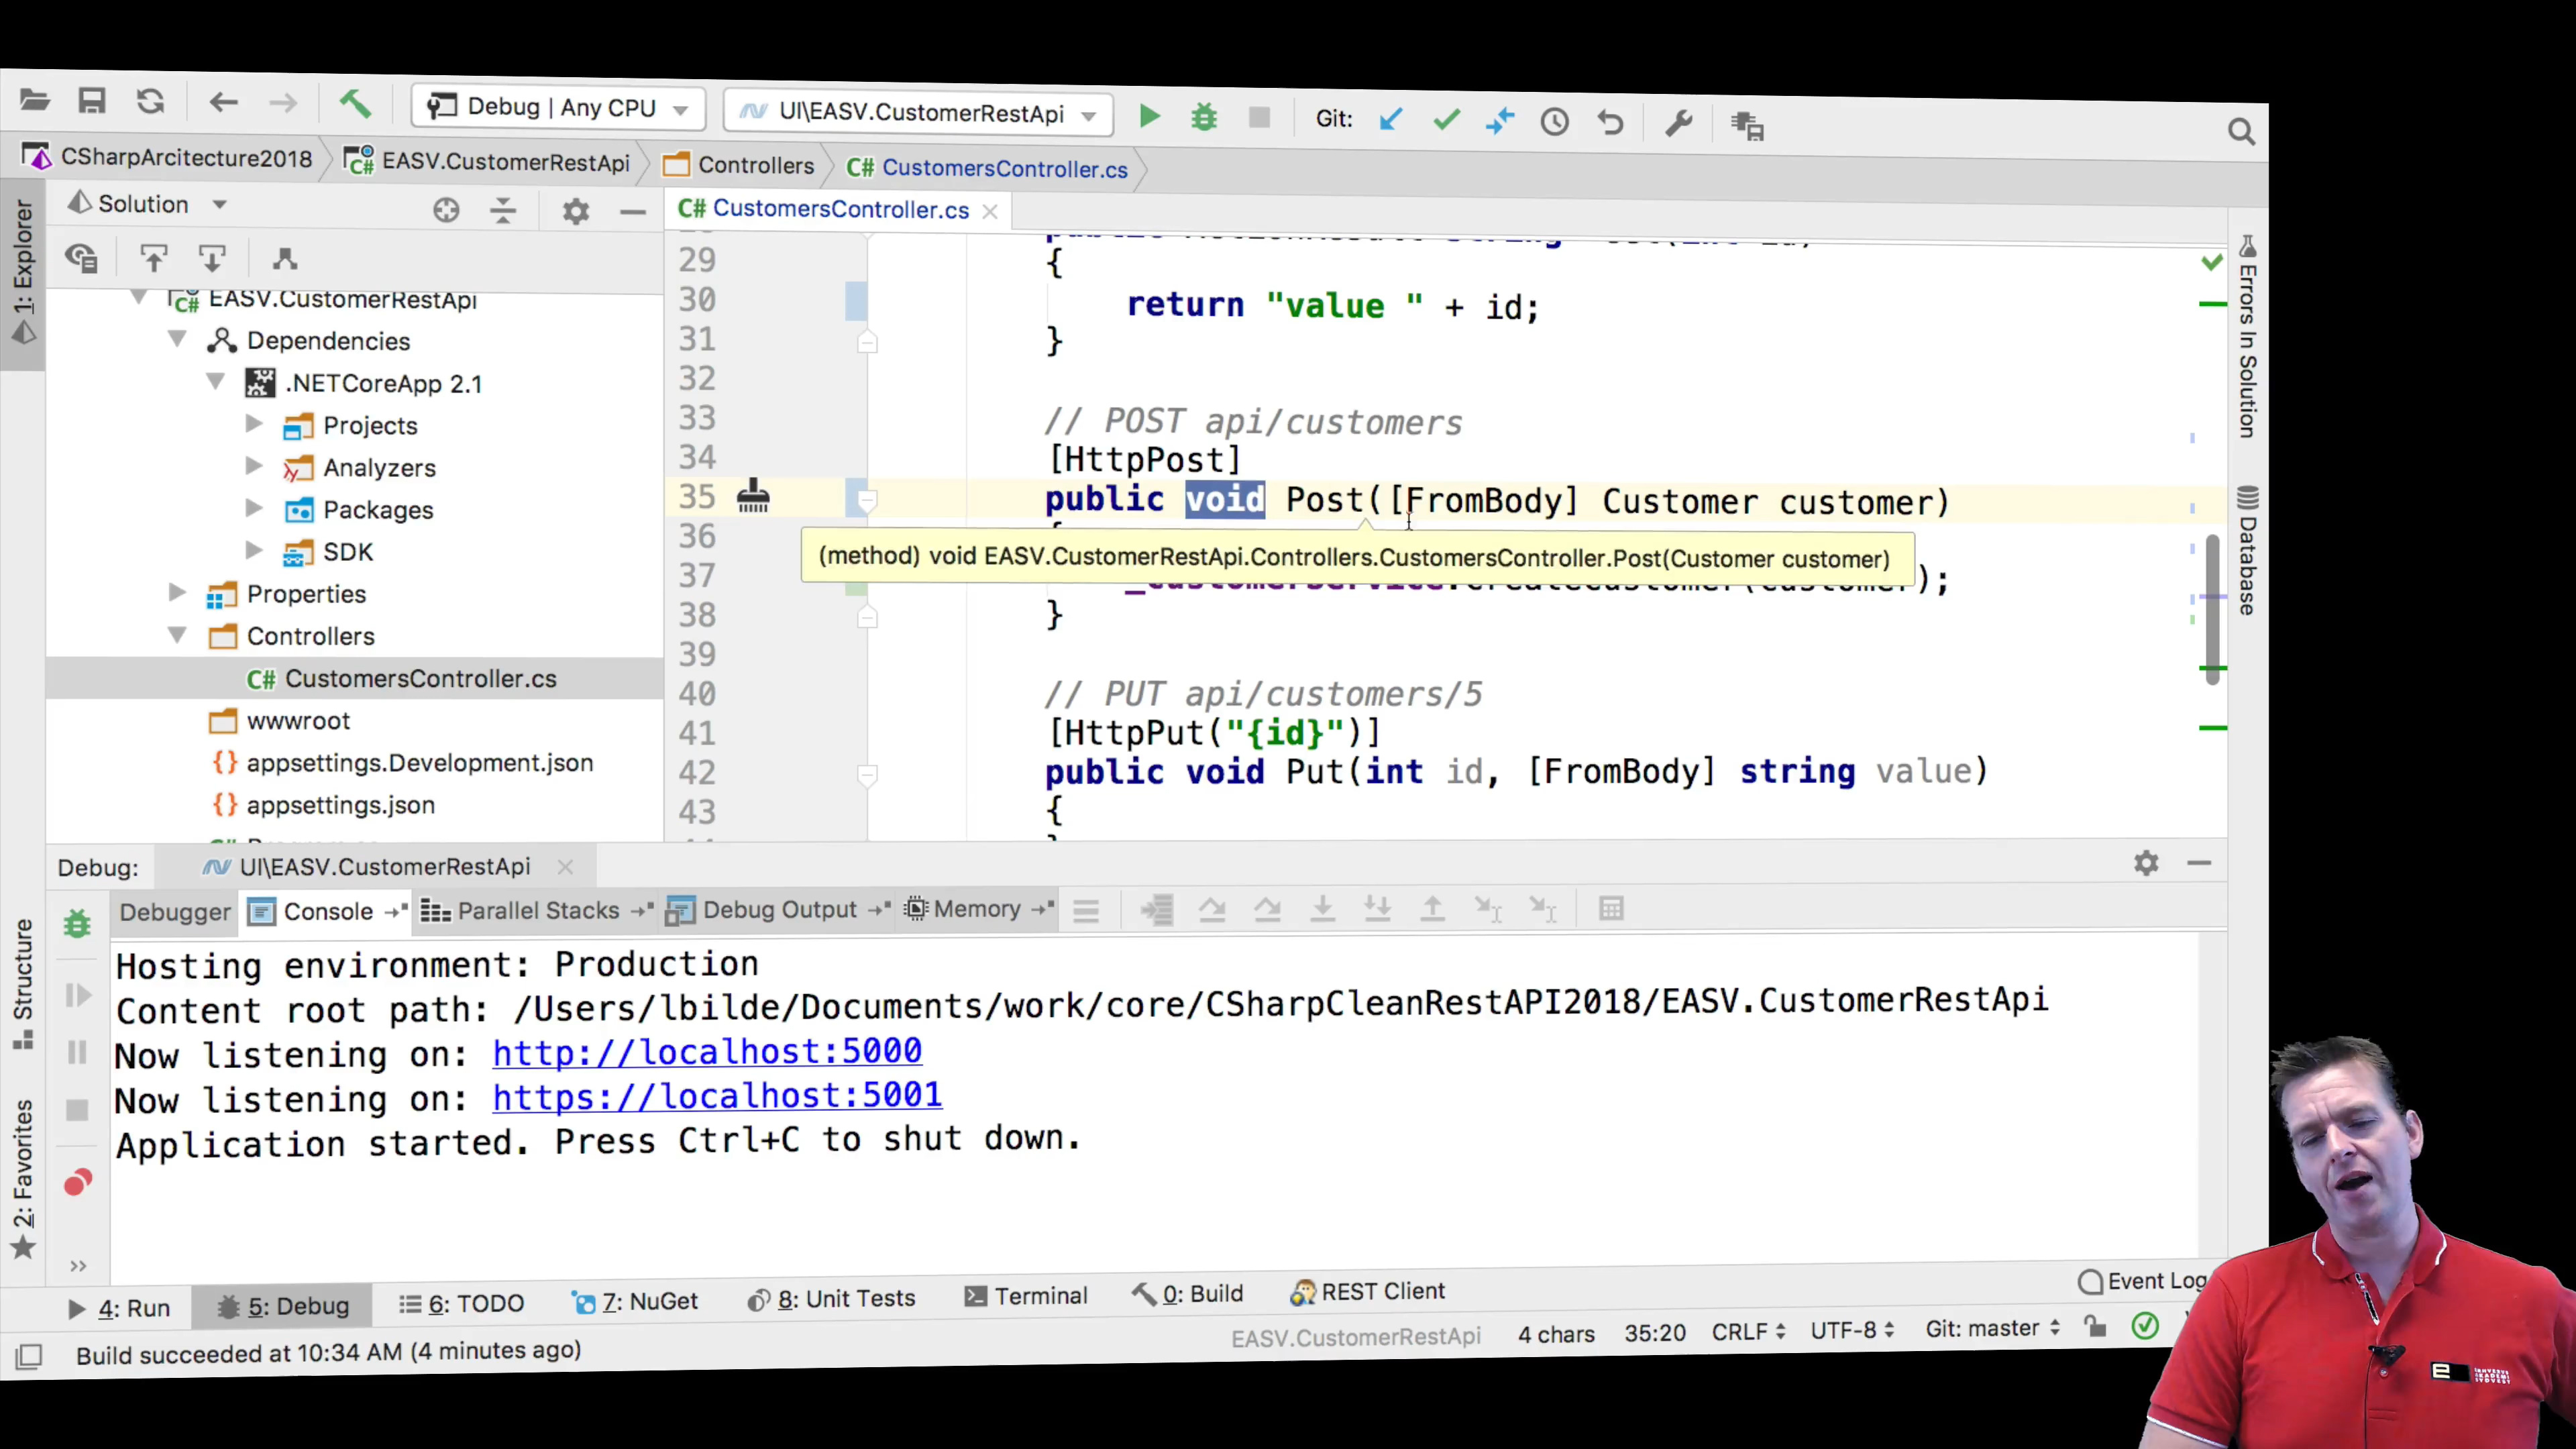 Debug | Any CPU
UI\EASV.CustomerRestApi
Git:
CSharpArcitecture2018
EASV.CustomerRestApi
Controllers
C# CustomersController.cs
1: Explorer
Solution
C# CustomersController.cs
EASV.CustomerRestApi
Dependencies
.NETCoreApp 2.1
Projects
Analyzers
Packages
SDK
Properties
Controllers
C# CustomersController.cs
wwwroot
{} appsettings.Development.json
{} appsettings.json
29 {
30 return "value " + id;
31 }
32
33 // POST api/customers
34 [HttpPost]
35 public void Post([FromBody] Customer customer)
36
(method) void EASV.CustomerRestApi.Controllers.CustomersController.Post(Customer customer)
37 _customerService.CreateCustomer(customer);
38 }
39
40 // PUT api/customers/5
41 [HttpPut("{id}")]
42 public void Put(int id, [FromBody] string value)
43 {
Errors In Solution
Database
Debug:
UI\EASV.CustomerRestApi
Debugger
Console
Parallel Stacks
Debug Output
Memory
Hosting environment: Production
Content root path: /Users/lbilde/Documents/work/core/CSharpCleanRestAPI2018/EASV.CustomerRestApi
Now listening on: http://localhost:5000
Now listening on: https://localhost:5001
Application started. Press Ctrl+C to shut down.
Structure
2: Favorites
4: Run
5: Debug
6: TODO
7: NuGet
8: Unit Tests
Terminal
0: Build
REST Client
Event Log
Build succeeded at 10:34 AM (4 minutes ago)
EASV.CustomerRestApi
4 chars
35:20
CRLF
UTF-8
Git: master